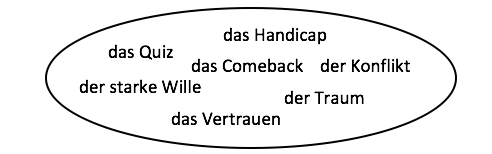 das Handicap
das Quiz
das Comeback
der Konflikt
der starke Wille
der Traum
das Vertrauen